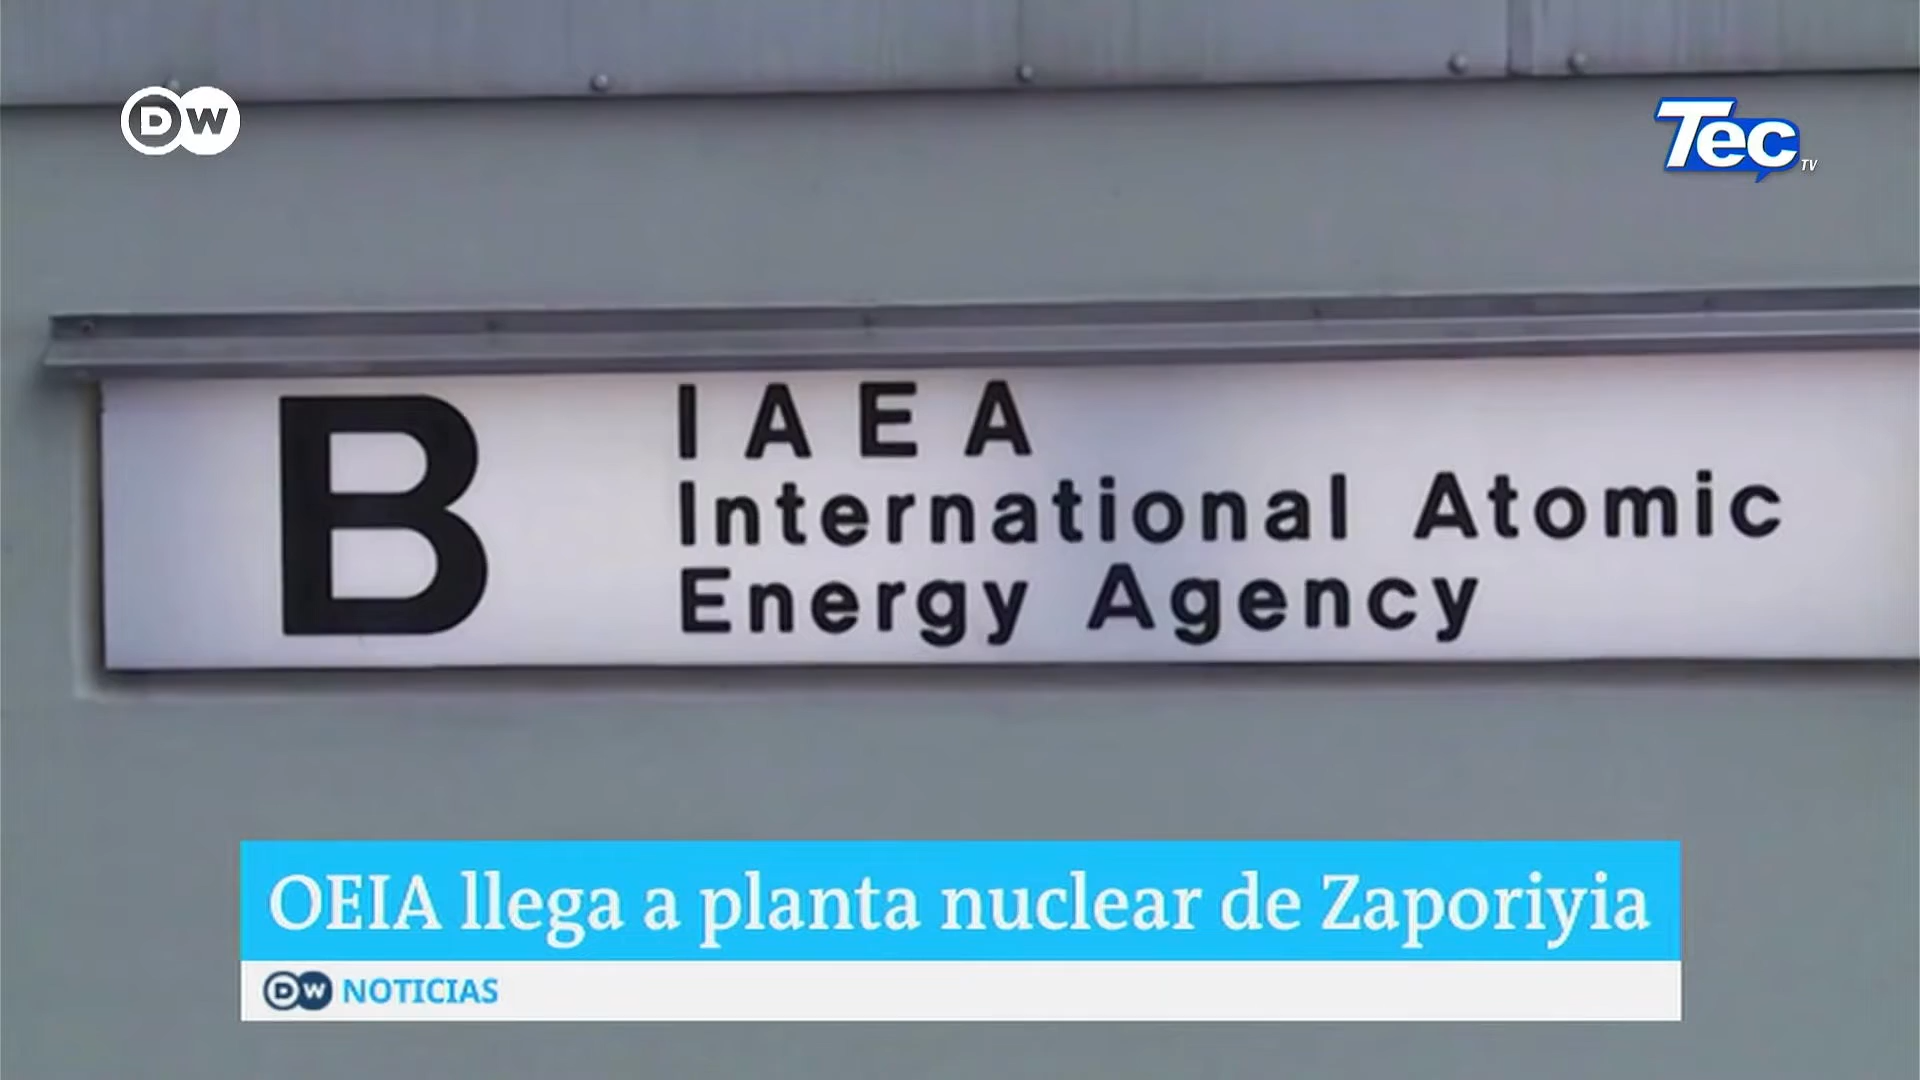 DW
Tec TV
B
IAEA
International Atomic
Energy Agency
OEIA llega a planta nuclear de Zaporiyia
DW NOTICIAS